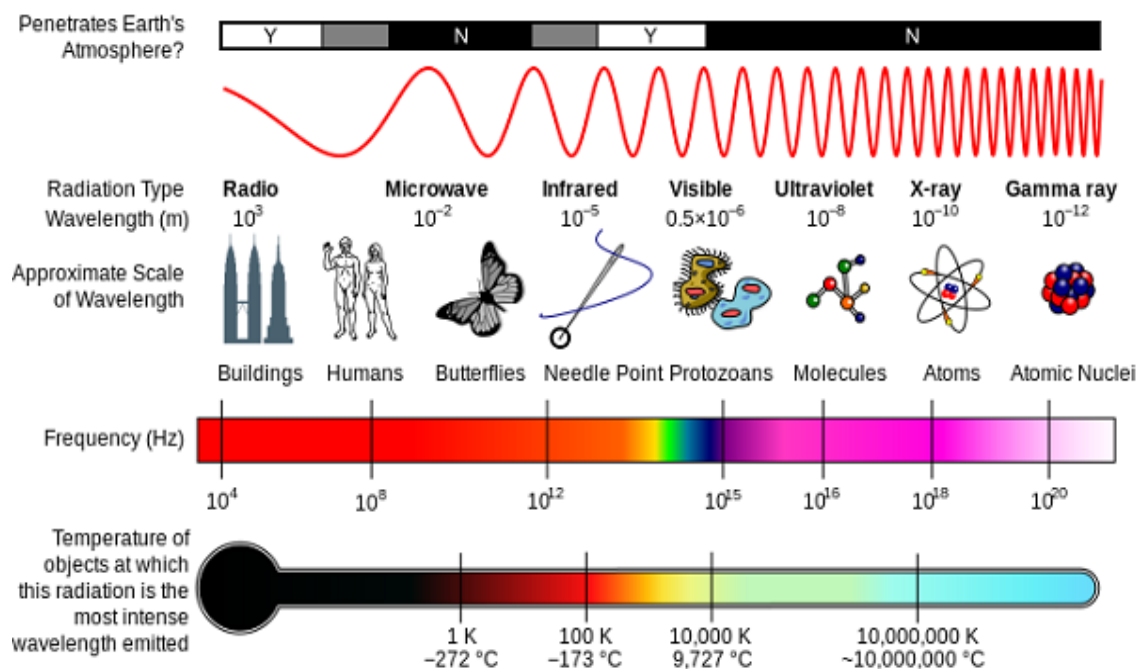 Penetrates Earth's
Atmosphere?
Y N Y N
Radiation Type
Radio Microwave Infrared Visible Ultraviolet X-ray Gamma ray
Wavelength (m)
10³ 10⁻² 10⁻⁵ 0.5×10⁻⁶ 10⁻⁸ 10⁻¹⁰ 10⁻¹²
Approximate Scale
of Wavelength
Buildings Humans Butterflies Needle Point Protozoans Molecules Atoms Atomic Nuclei
Frequency (Hz)
10⁴ 10⁸ 10¹² 10¹⁵ 10¹⁶ 10¹⁸ 10²⁰
Temperature of
objects at which
this radiation is the
most intense
wavelength emitted
1 K 100 K 10,000 K 10,000,000 K
−272 °C −173 °C 9,727 °C ~10,000,000 °C